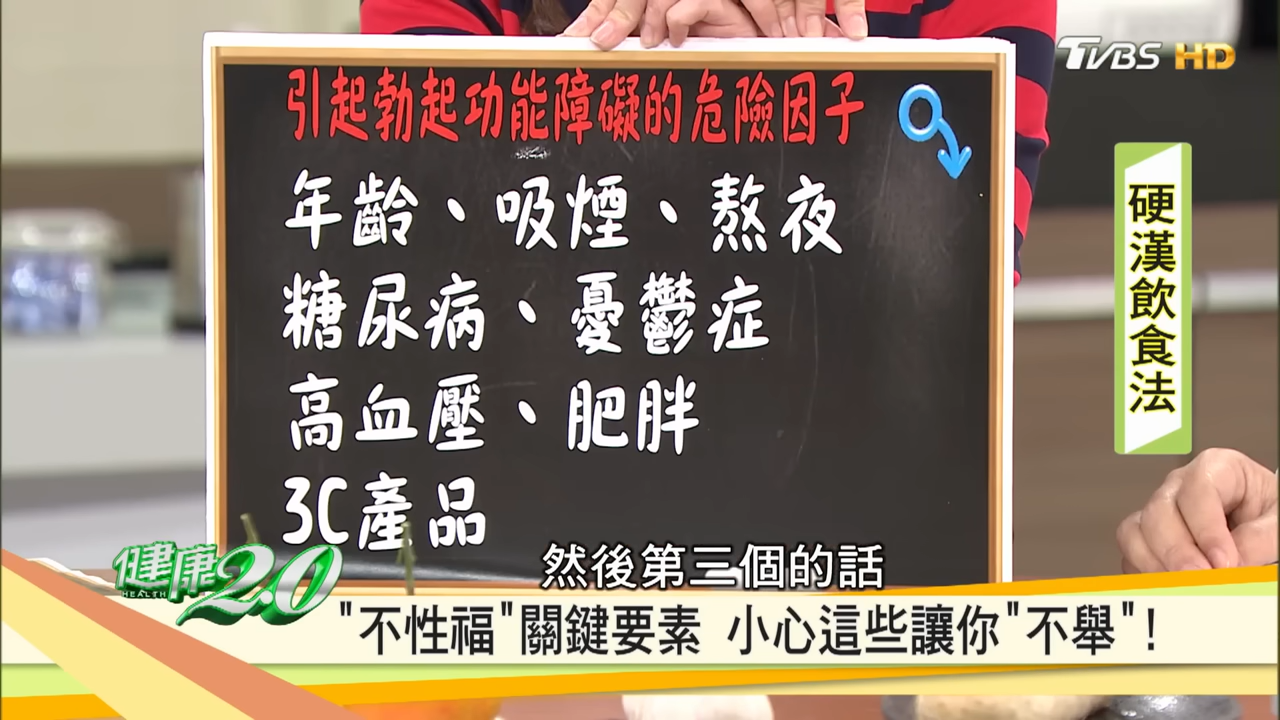 TVBS HD
引起勃起功能障礙的危險因子
年齡、吸煙、熬夜
糖尿病、憂鬱症
高血壓、肥胖
3C產品
硬漢飲食法
然後第三個的話
健康2.0
HEALTH
"不性福"關鍵要素 小心這些讓你"不舉"!